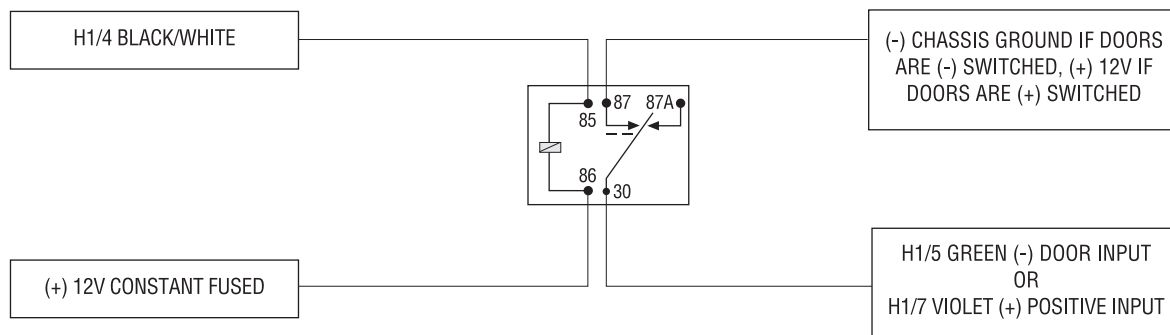 H1/4 BLACK/WHITE
(-) CHASSIS GROUND IF DOORS
ARE (-) SWITCHED, (+) 12V IF
DOORS ARE (+) SWITCHED
87 87A
85
86
30
(+) 12V CONSTANT FUSED
H1/5 GREEN (-) DOOR INPUT
OR
H1/7 VIOLET (+) POSITIVE INPUT